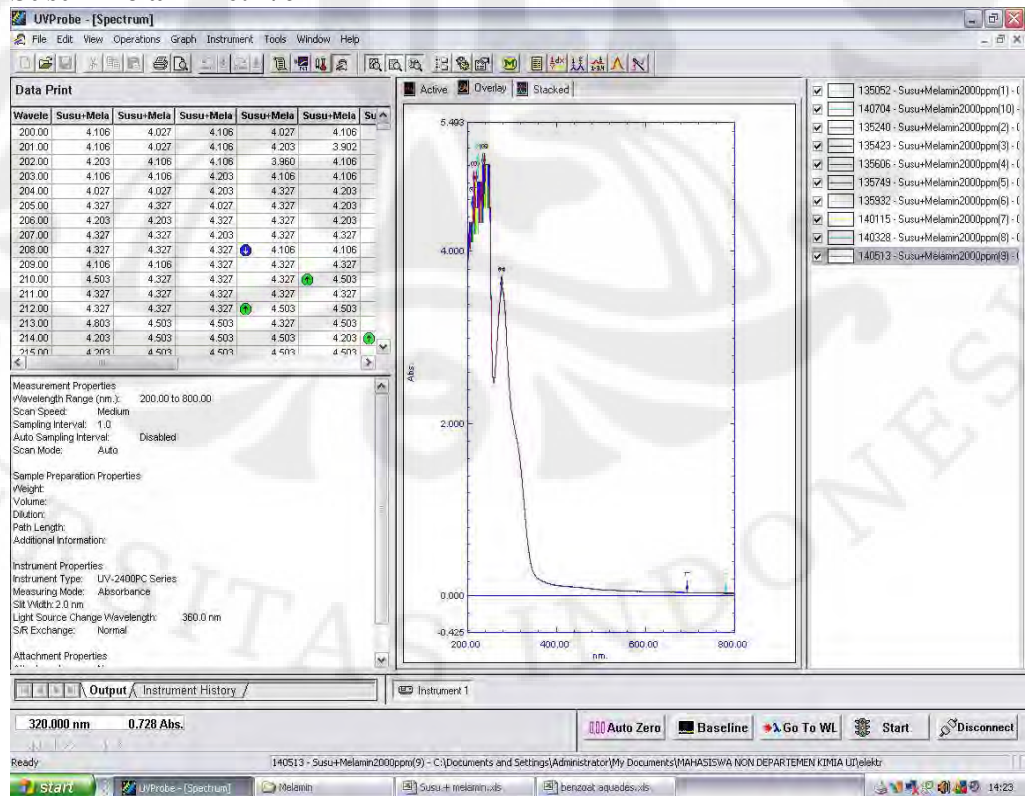 UVProbe - [Spectrum]
File Edit View Operations Graph Instrument Tools Window Help
Data Print
Wavele Susu+Mela Susu+Mela Susu+Mela Susu+Mela Susu+Mela Su
200.00 4.106 4.027 4.106 4.027 4.106
201.00 4.106 4.027 4.106 4.203 3.902
202.00 4.203 4.106 4.106 3.960 4.106
203.00 4.106 4.106 4.203 4.106 4.106
204.00 4.027 4.027 4.203 4.106 4.203
205.00 4.327 4.327 4.027 4.327 4.203
206.00 4.203 4.203 4.203 4.327 4.203
207.00 4.327 4.327 4.203 4.327 4.327
208.00 4.327 4.327 4.327 4.106 4.106
209.00 4.106 4.106 4.327 4.327 4.327
210.00 4.503 4.327 4.327 4.327 4.503
211.00 4.327 4.327 4.327 4.327 4.327
212.00 4.327 4.327 4.327 4.503 4.503
213.00 4.803 4.503 4.503 4.327 4.503
214.00 4.203 4.503 4.503 4.503 4.203
215.00 4.203 4.503 4.503 4.503 4.503
Measurement Properties
Wavelength Range (nm.): 200.00 to 800.00
Scan Speed: Medium
Sampling Interval: 1.0
Auto Sampling Interval: Disabled
Scan Mode: Auto
Sample Preparation Properties
Weight:
Volume:
Dilution:
Path Length:
Additional Information:
Instrument Properties
Instrument Type: UV-2400PC Series
Measuring Mode: Absorbance
Slit Width: 2.0 nm
Light Source Change Wavelength: 360.0 nm
S/R Exchange: Normal
Attachment Properties
Output Instrument History
Active Overlay Stacked
5.493
4.000
2.000
0.000
-0.425
Abs.
200.00 400.00 600.00 800.00
nm.
135052 - Susu+Melamin2000ppm(1) - (
140704 - Susu+Melamin2000ppm(10) -
135240 - Susu+Melamin2000ppm(2) - (
135423 - Susu+Melamin2000ppm(3) - (
135606 - Susu+Melamin2000ppm(4) - (
135749 - Susu+Melamin2000ppm(5) - (
135932 - Susu+Melamin2000ppm(6) - (
140115 - Susu+Melamin2000ppm(7) - (
140328 - Susu+Melamin2000ppm(8) - (
140513 - Susu+Melamin2000ppm(9) - (
Instrument 1
320.000 nm 0.728 Abs.
Auto Zero Baseline Go To WL Start Disconnect
Ready 140513 - Susu+Melamin2000ppm(9) - C:\Documents and Settings\Administrator\My Documents\MAHASISWA NON DEPARTEMEN KIMIA UI\elektr
start UVProbe - [Spectrum] Melamin Susu + melamin.xls benzoat aquades.xls 14:23
UNIVERSITAS INDONESI